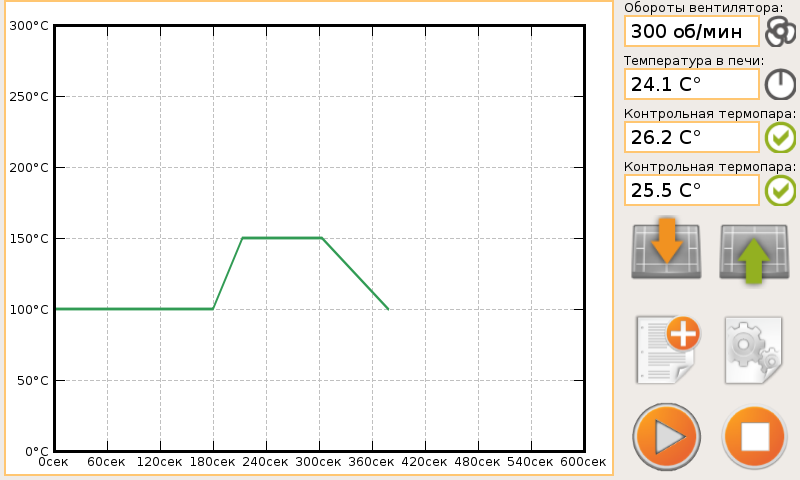 300°C
250°C
200°C
150°C
100°C
50°C
0°C
0сек 60сек 120сек 180сек 240сек 300сек 360сек 420сек 480сек 540сек 600сек
Обороты вентилятора:
300 об/мин
Температура в печи:
24.1 C°
Контрольная термопара:
26.2 C°
Контрольная термопара:
25.5 C°